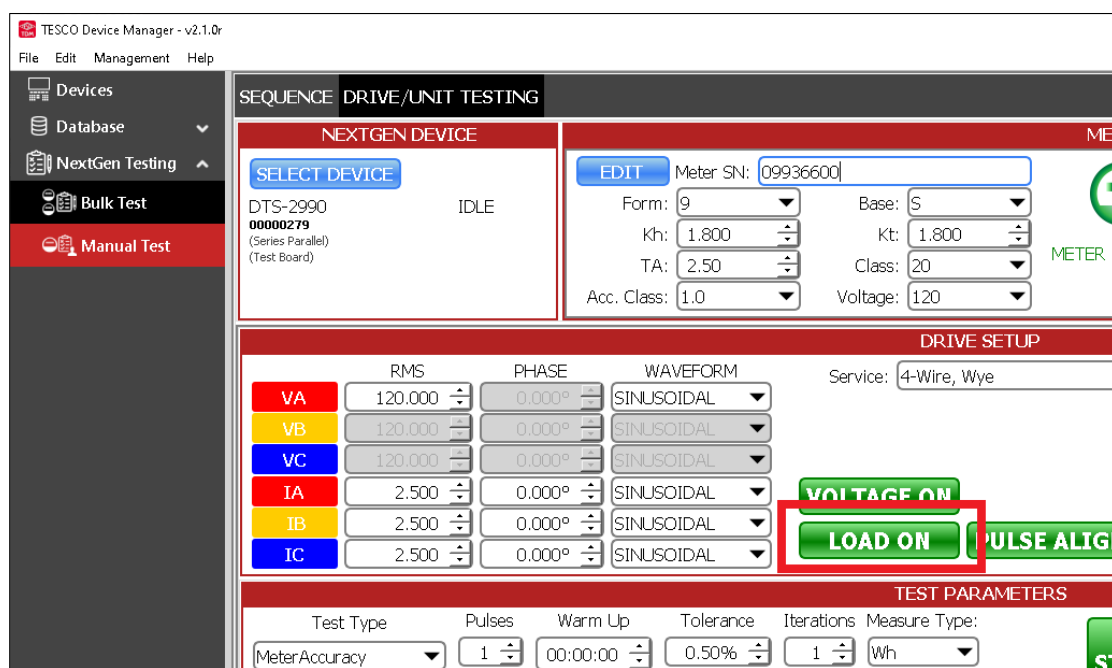 TESCO Device Manager - v2.1.0r
File Edit Management Help
Devices
Database
NextGen Testing
Bulk Test
Manual Test
SEQUENCE DRIVE/UNIT TESTING
NEXTGEN DEVICE
SELECT DEVICE
DTS-2990 IDLE
00000279
(Series Parallel)
(Test Board)
ME
EDIT Meter SN: 09936600
Form: 9 Base: S
Kh: 1.800 Kt: 1.800
TA: 2.50 Class: 20
Acc. Class: 1.0 Voltage: 120
METER
DRIVE SETUP
RMS PHASE WAVEFORM
Service: 4-Wire, Wye
VA 120.000 0.000° SINUSOIDAL
VB 120.000 0.000° SINUSOIDAL
VC 120.000 0.000° SINUSOIDAL
IA 2.500 0.000° SINUSOIDAL
IB 2.500 0.000° SINUSOIDAL
IC 2.500 0.000° SINUSOIDAL
VOLTAGE ON
LOAD ON PULSE ALIG
TEST PARAMETERS
Test Type Pulses Warm Up Tolerance Iterations Measure Type:
MeterAccuracy 1 00:00:00 0.50% 1 Wh